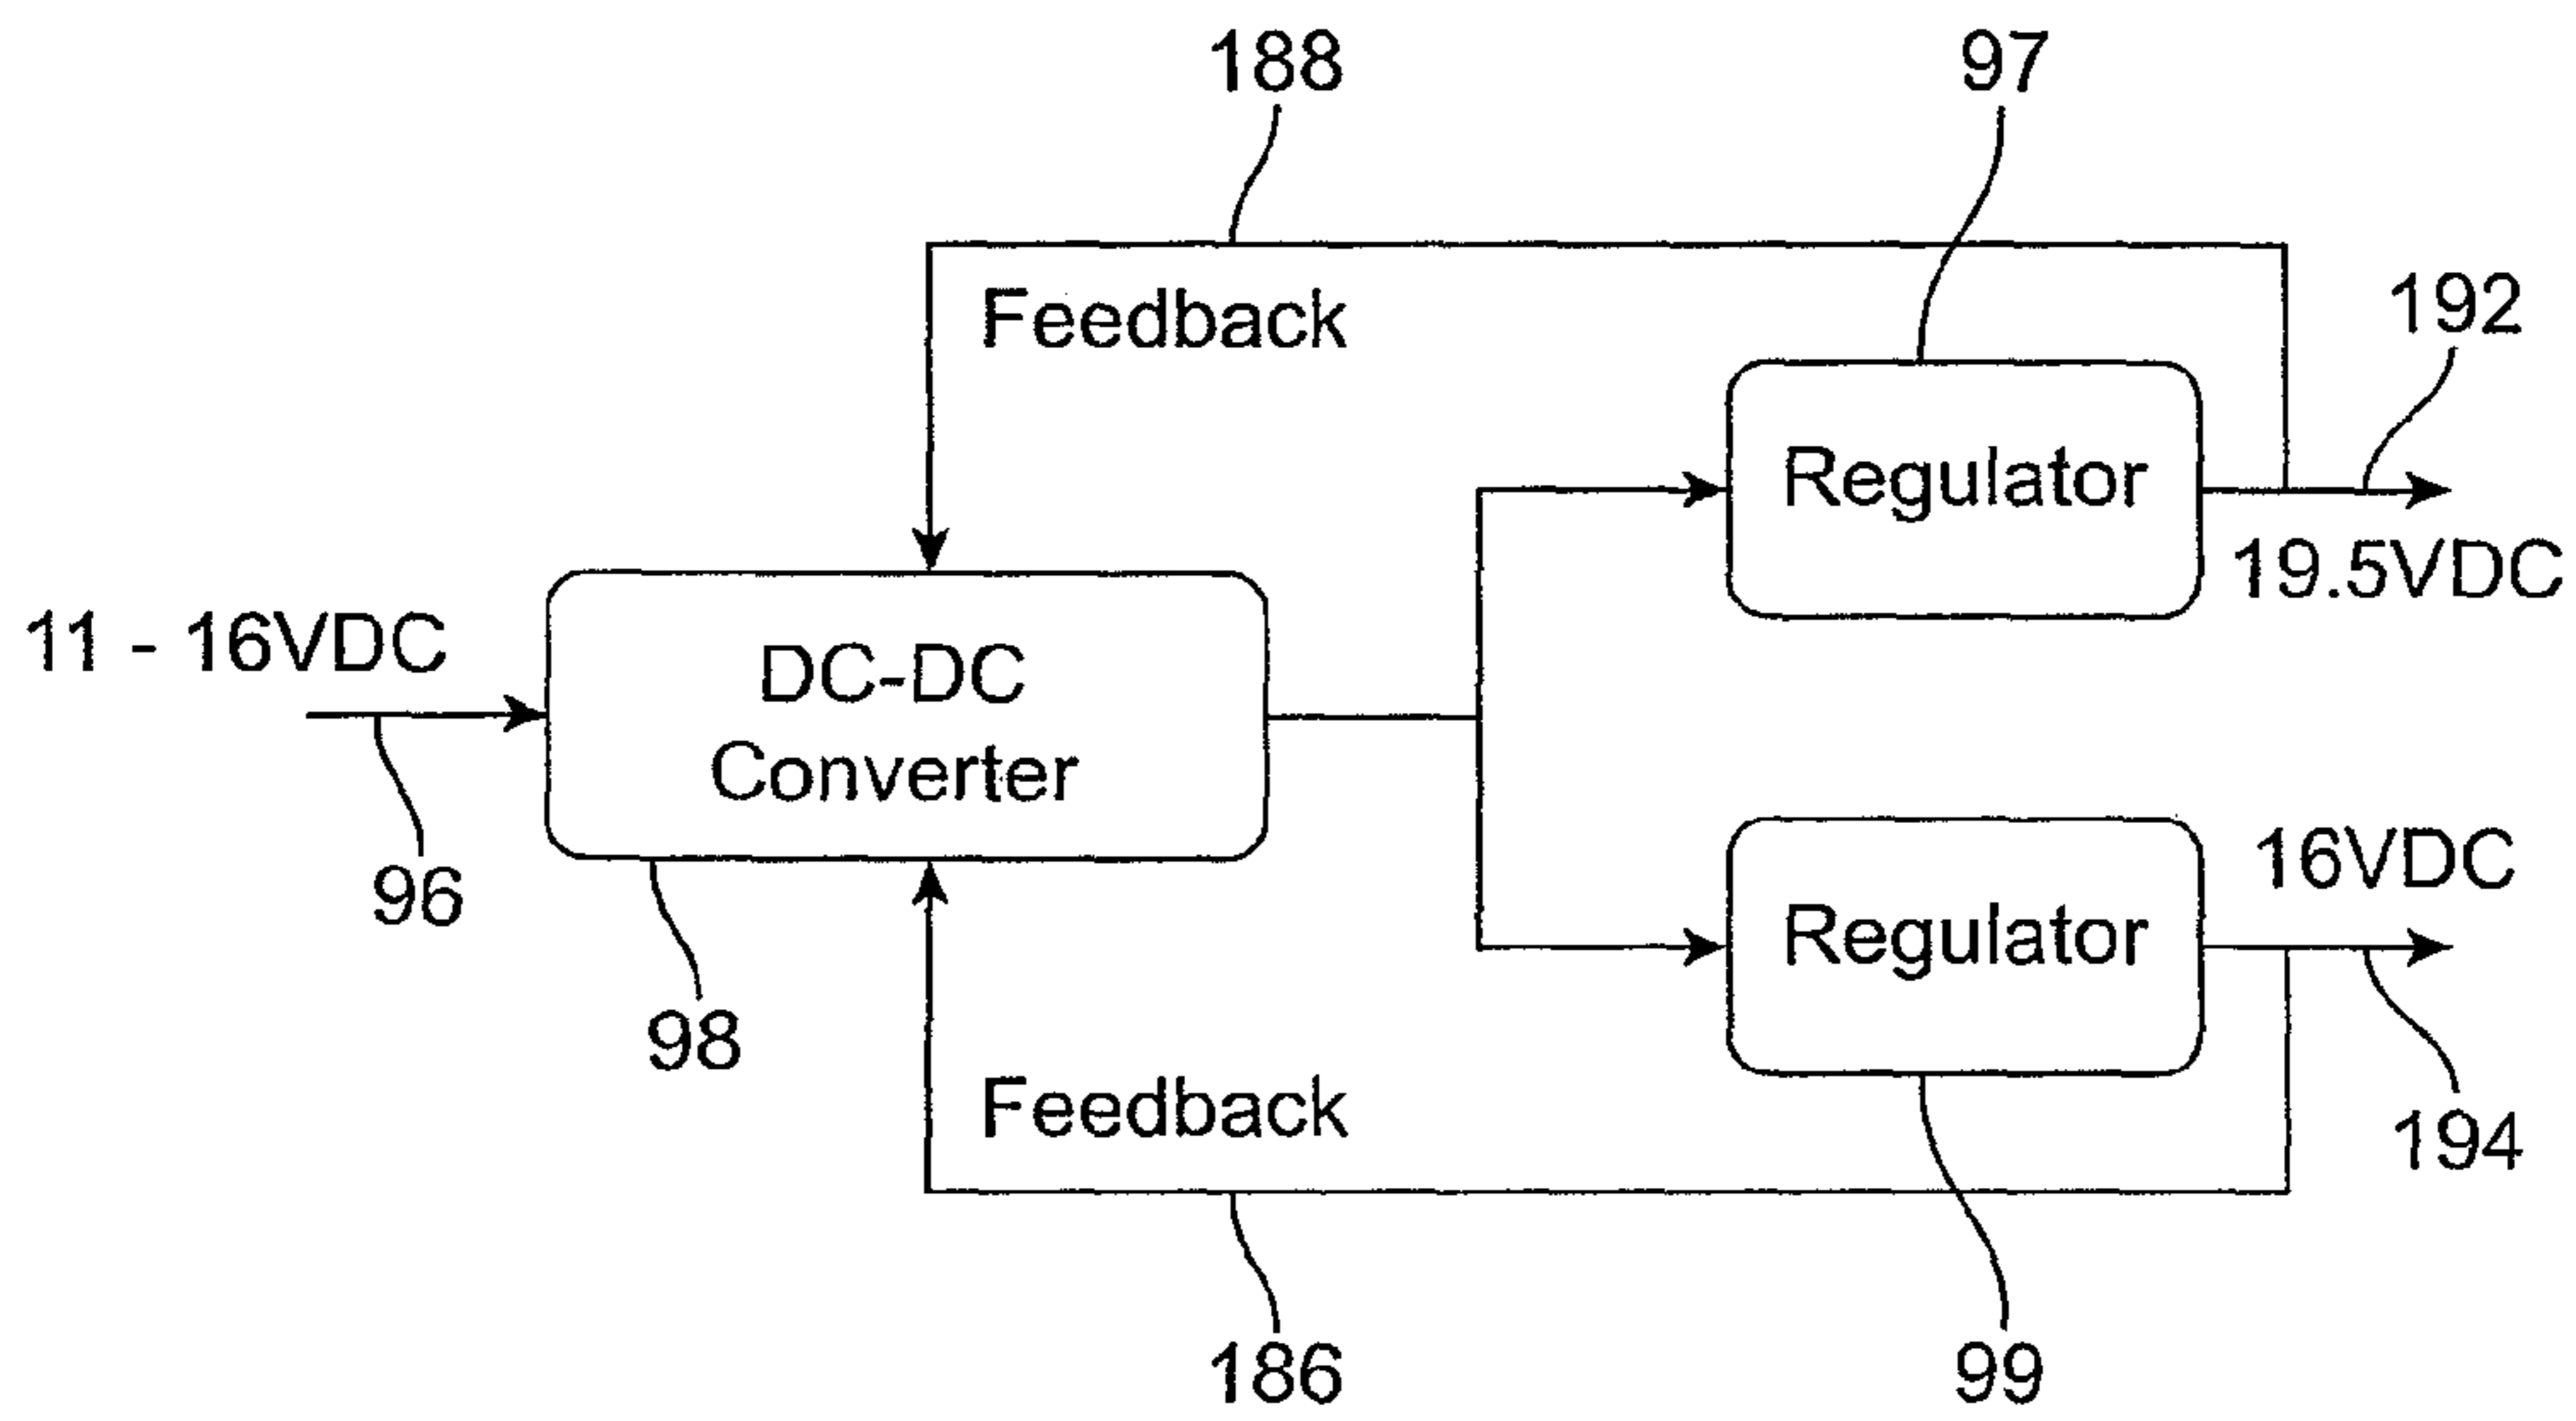 188
97
192
Feedback
Regulator
19.5VDC
11 - 16VDC
DC-DC
Converter
96
98
16VDC
Regulator
Feedback
194
186
99